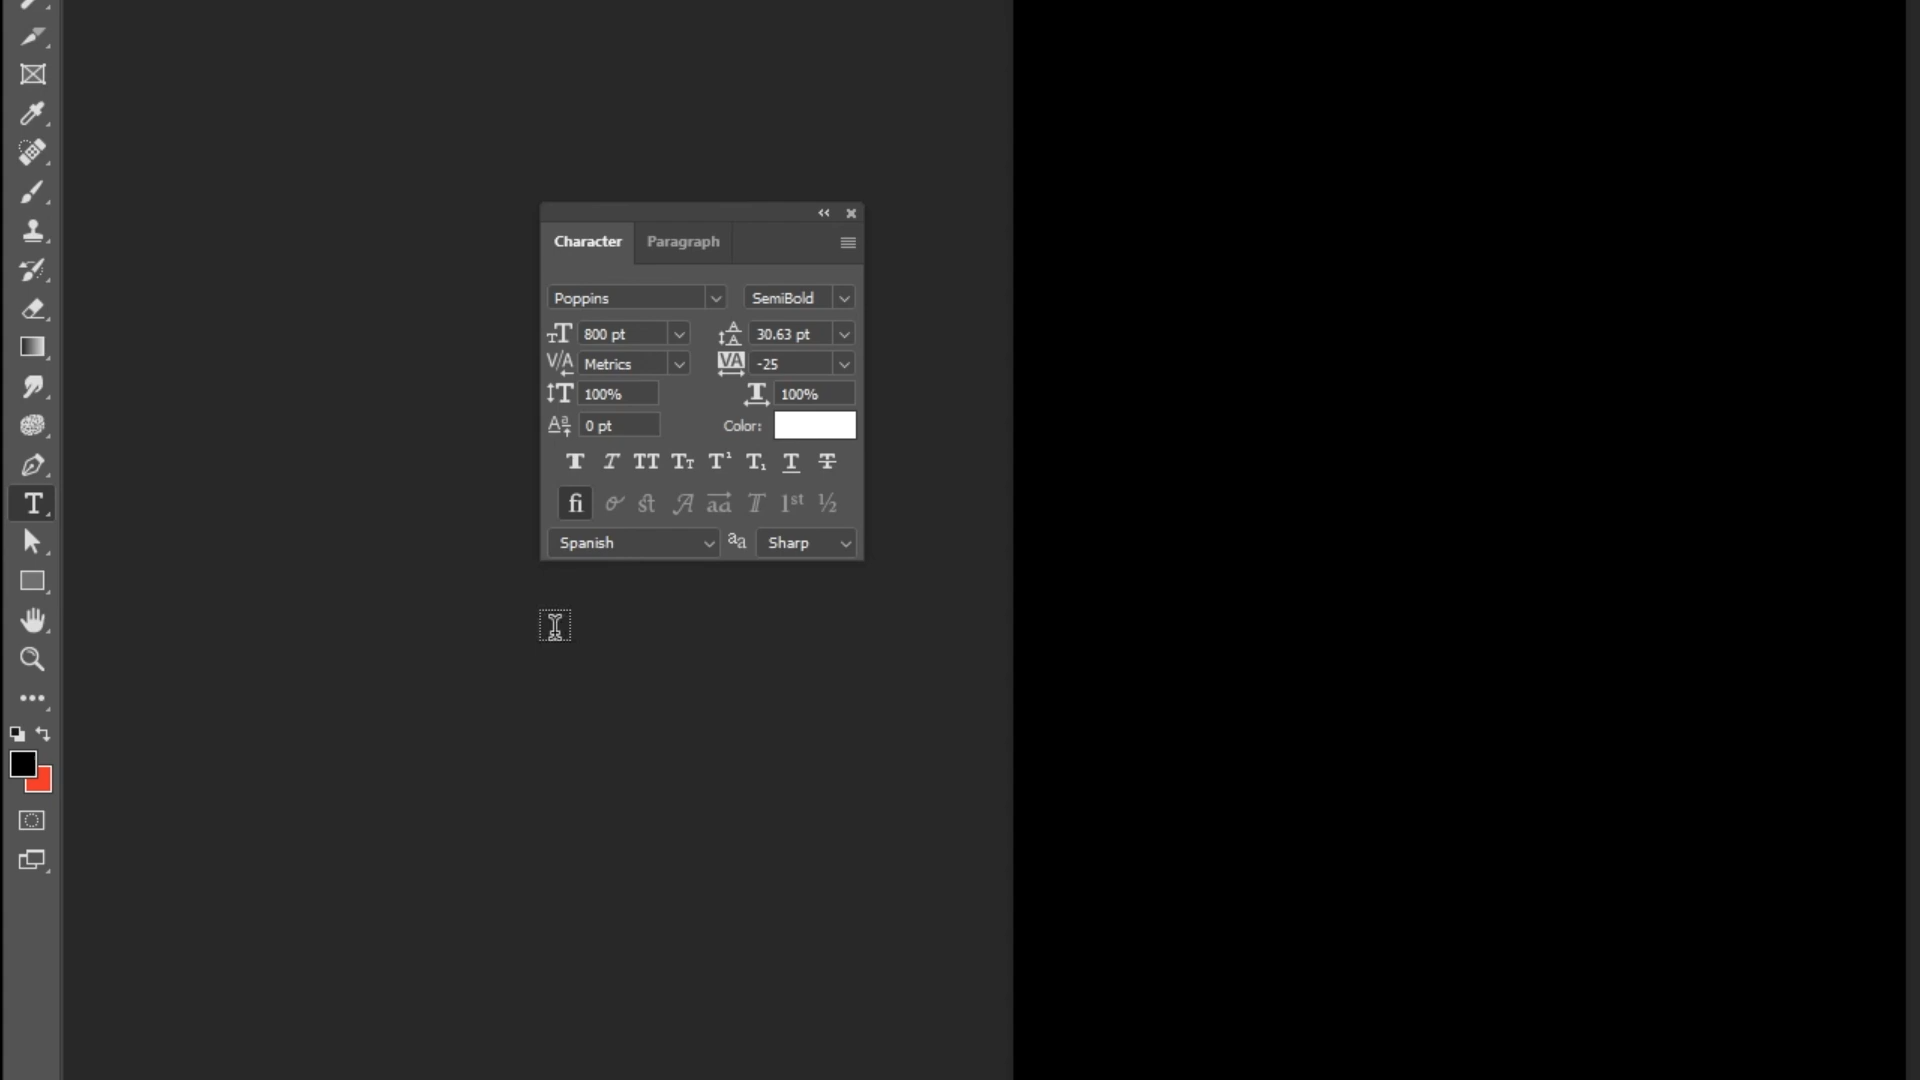 Character Paragraph
Poppins SemiBold
800 pt 30.63 pt
Metrics -25
100% 100%
0 pt Color:
Spanish Sharp